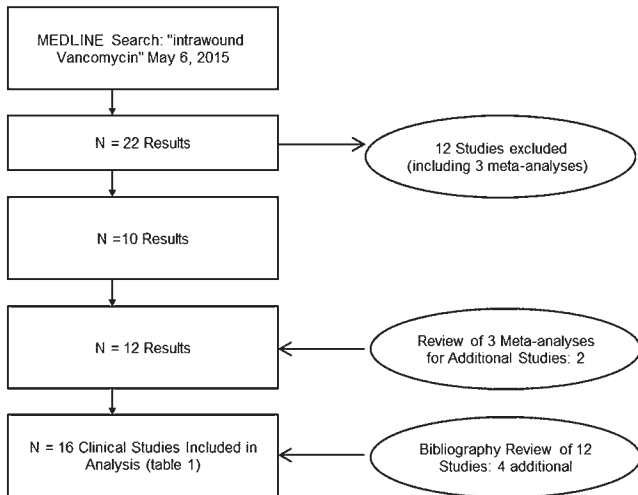 MEDLINE Search: "intrawound
Vancomycin" May 6, 2015
N = 22 Results
12 Studies excluded
(including 3 meta-analyses)
N =10 Results
N = 12 Results
Review of 3 Meta-analyses
for Additional Studies: 2
N = 16 Clinical Studies Included in
Analysis (table 1)
Bibliography Review of 12
Studies: 4 additional